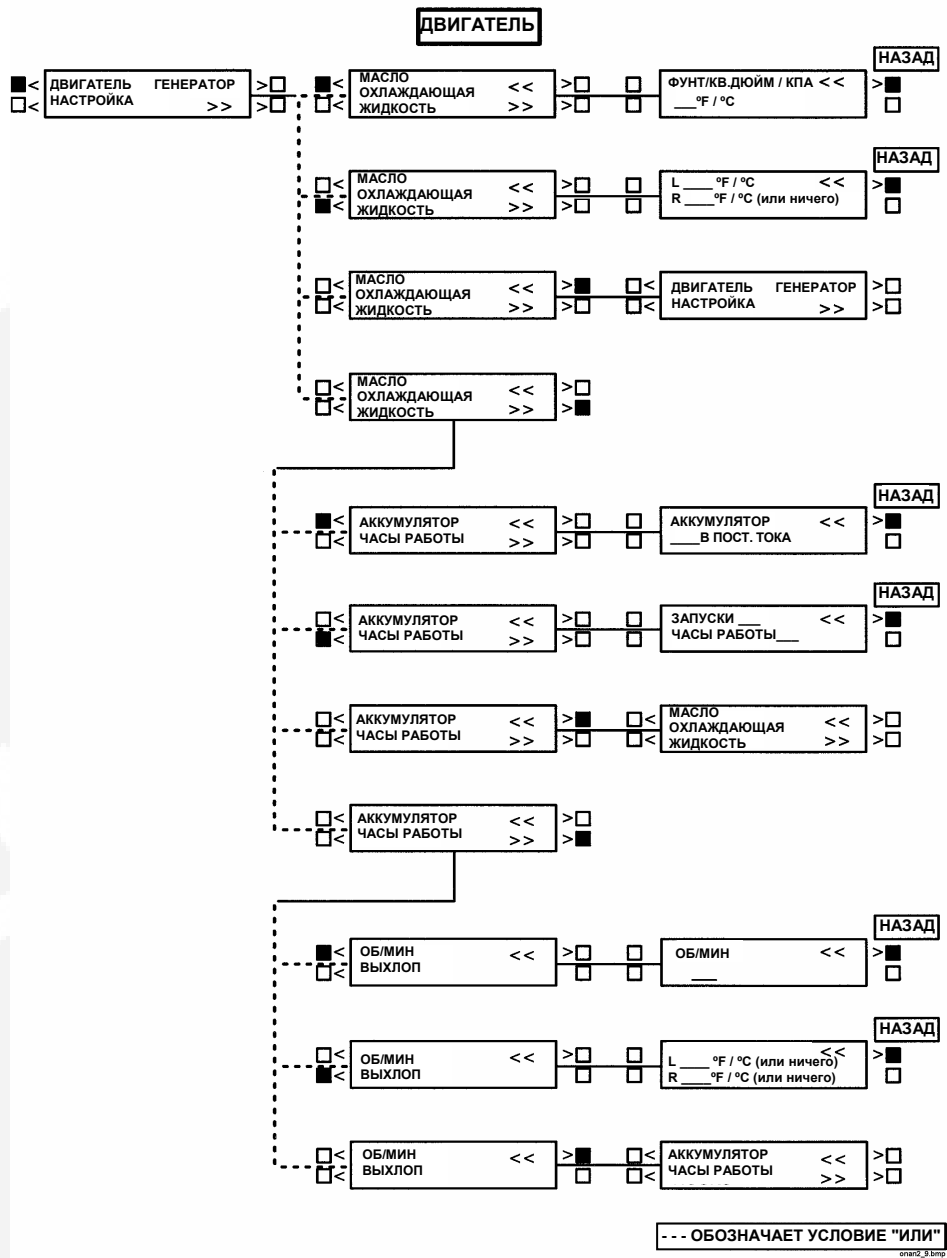 ДВИГАТЕЛЬ
НАЗАД
< ДВИГАТЕЛЬ ГЕНЕРАТОР >
< НАСТРОЙКА >> >
< МАСЛО << >
ОХЛАЖДАЮЩАЯ
< ЖИДКОСТЬ >> >
ФУНТ/КВ.ДЮЙМ / КПА << >
___ºF / ºC
НАЗАД
< МАСЛО << >
ОХЛАЖДАЮЩАЯ
< ЖИДКОСТЬ >> >
L ____ ºF / ºC << >
R ____ºF / ºC (или ничего)
< МАСЛО << >
ОХЛАЖДАЮЩАЯ
< ЖИДКОСТЬ >> >
< ДВИГАТЕЛЬ ГЕНЕРАТОР >
< НАСТРОЙКА >> >
< МАСЛО << >
ОХЛАЖДАЮЩАЯ
< ЖИДКОСТЬ >> >
НАЗАД
< АККУМУЛЯТОР << >
< ЧАСЫ РАБОТЫ >> >
АККУМУЛЯТОР << >
____В ПОСТ. ТОКА
НАЗАД
< АККУМУЛЯТОР << >
< ЧАСЫ РАБОТЫ >> >
ЗАПУСКИ ___ << >
ЧАСЫ РАБОТЫ___
< АККУМУЛЯТОР << >
< ЧАСЫ РАБОТЫ >> >
< МАСЛО << >
ОХЛАЖДАЮЩАЯ
< ЖИДКОСТЬ >> >
< АККУМУЛЯТОР << >
< ЧАСЫ РАБОТЫ >> >
НАЗАД
< ОБ/МИН << >
< ВЫХЛОП
ОБ/МИН << >
___
НАЗАД
< ОБ/МИН << >
< ВЫХЛОП
<<
L ____ ºF / ºC (или ничего) >
R ____ºF / ºC (или ничего)
< ОБ/МИН << >
< ВЫХЛОП
< АККУМУЛЯТОР << >
< ЧАСЫ РАБОТЫ >> >
- - - ОБОЗНАЧАЕТ УСЛОВИЕ "ИЛИ"
onan2_9.bmp